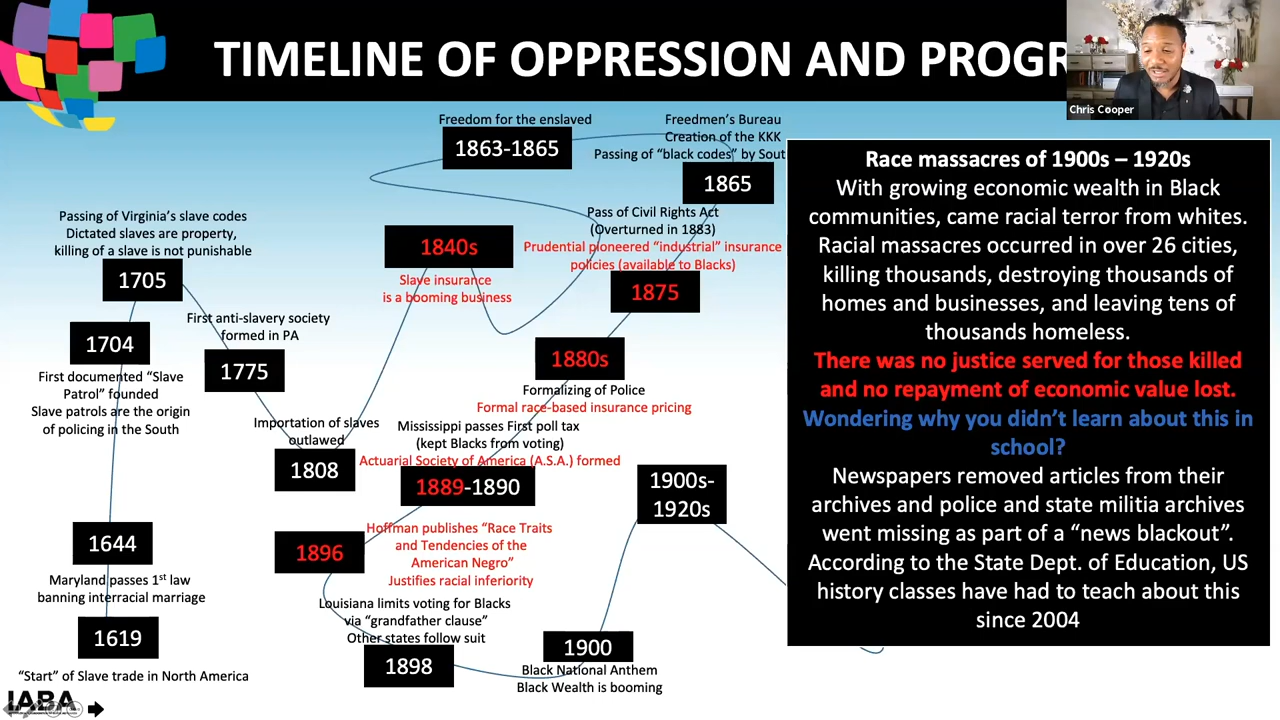 TIMELINE OF OPPRESSION AND PROGR
Chris Cooper
Freedom for the enslaved
1863-1865
Freedmen's Bureau
Creation of the KKK
Passing of "black codes" by Sout
1865
Passing of Virginia's slave codes
Dictated slaves are property,
killing of a slave is not punishable
1705
1840s
Slave insurance
is a booming business
Pass of Civil Rights Act
(Overturned in 1883)
Prudential pioneered "industrial" insurance
policies (available to Blacks)
1875
1704
First documented "Slave
Patrol" founded
Slave patrols are the origin
of policing in the South
First anti-slavery society
formed in PA
1775
1880s
Formalizing of Police
Formal race-based insurance pricing
Importation of slaves
outlawed
1808
Mississippi passes First poll tax
(kept Blacks from voting)
Actuarial Society of America (A.S.A.) formed
1889-1890
1900s-
1920s
1644
Maryland passes 1st law
banning interracial marriage
1896
Hoffman publishes "Race Traits
and Tendencies of the
American Negro"
Justifies racial inferiority
Louisiana limits voting for Blacks
via "grandfather clause"
Other states follow suit
1898
1619
"Start" of Slave trade in North America
1900
Black National Anthem
Black Wealth is booming
IABA
Race massacres of 1900s – 1920s
With growing economic wealth in Black
communities, came racial terror from whites.
Racial massacres occurred in over 26 cities,
killing thousands, destroying thousands of
homes and businesses, and leaving tens of
thousands homeless.
There was no justice served for those killed
and no repayment of economic value lost.
Wondering why you didn't learn about this in
school?
Newspapers removed articles from their
archives and police and state militia archives
went missing as part of a "news blackout".
According to the State Dept. of Education, US
history classes have had to teach about this
since 2004